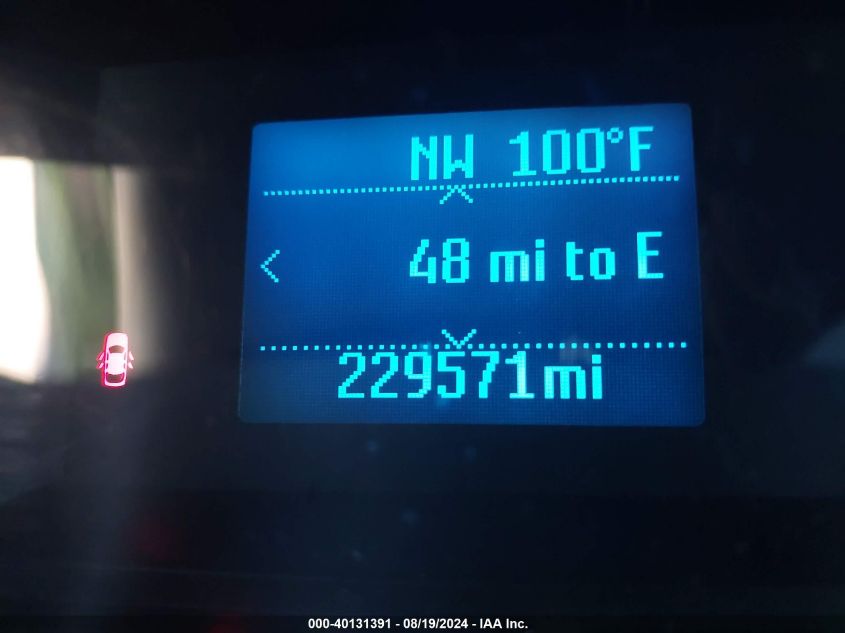 NW 100°F
48 mi to E
229571mi
000-40131391 - 08/19/2024 - IAA Inc.